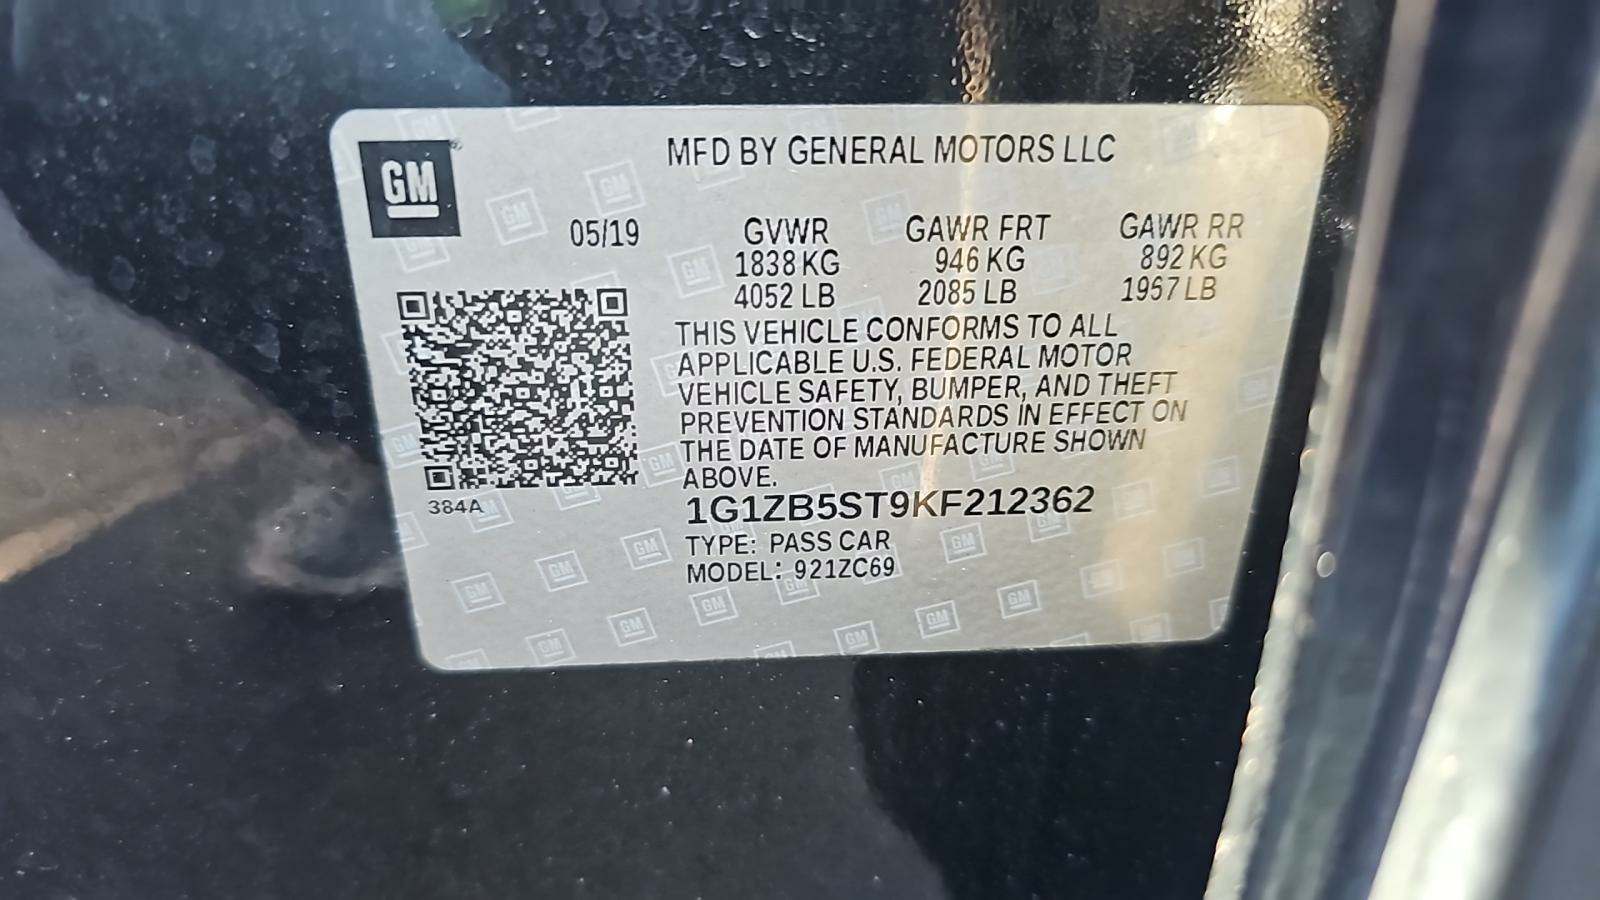 GM
MFD BY GENERAL MOTORS LLC
05/19 GVWR GAWR FRT GAWR RR
1838 KG 946 KG 892 KG
4052 LB 2085 LB 1967 LB
THIS VEHICLE CONFORMS TO ALL
APPLICABLE U.S. FEDERAL MOTOR
VEHICLE SAFETY, BUMPER, AND THEFT
PREVENTION STANDARDS IN EFFECT ON
THE DATE OF MANUFACTURE SHOWN
ABOVE.
384A
1G1ZB5ST9KF212362
TYPE: PASS CAR
MODEL: 921ZC69